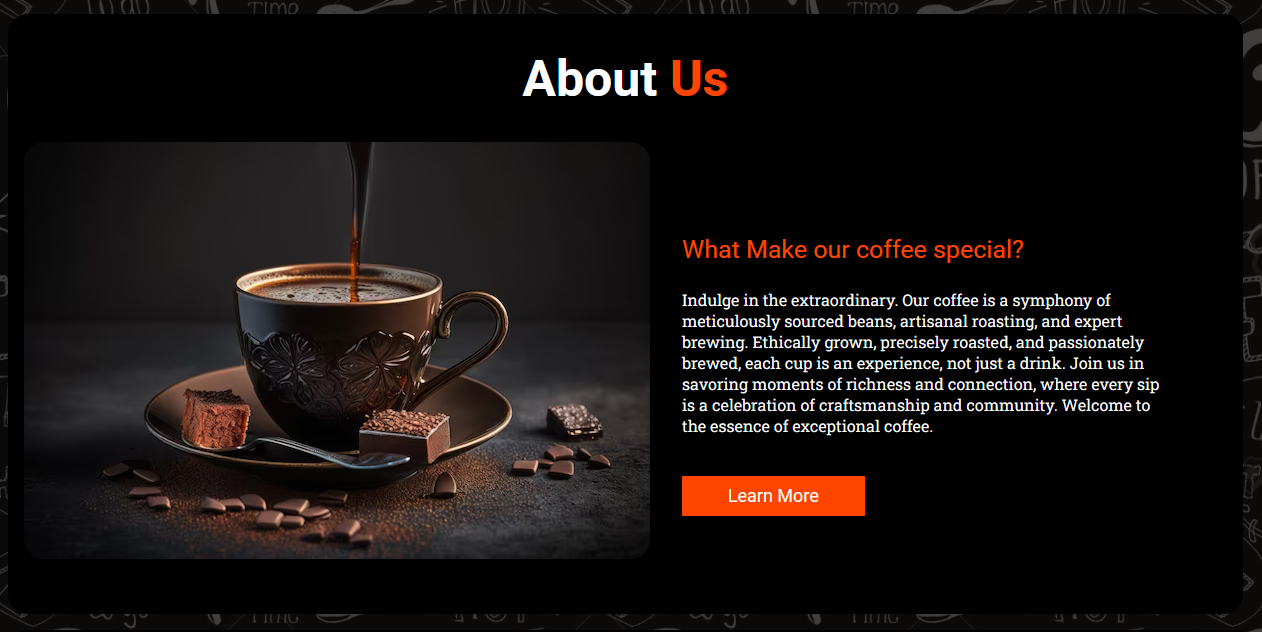 TIME
TIME
About Us
What Make our coffee special?
Indulge in the extraordinary. Our coffee is a symphony of
meticulously sourced beans, artisanal roasting, and expert
brewing. Ethically grown, precisely roasted, and passionately
brewed, each cup is an experience, not just a drink. Join us in
savoring moments of richness and connection, where every sip
is a celebration of craftsmanship and community. Welcome to
the essence of exceptional coffee.
Learn More